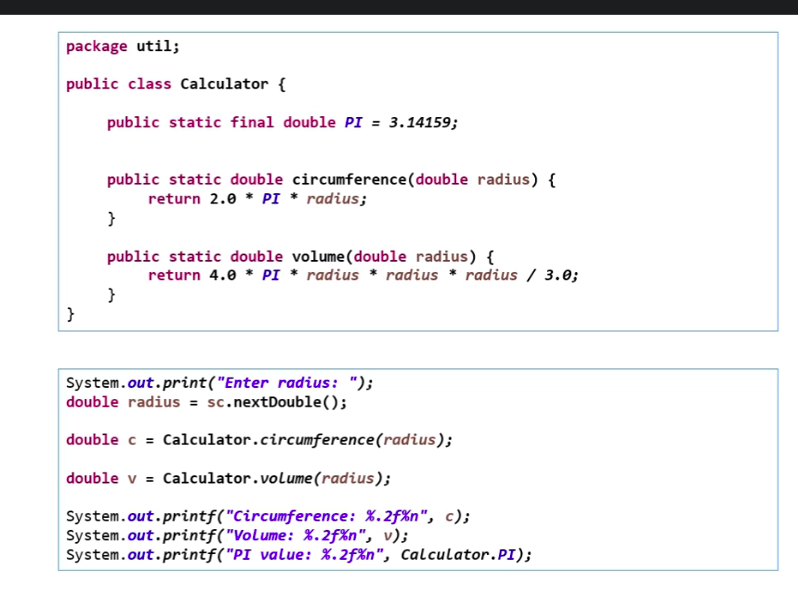 package util;
public class Calculator {
public static final double PI = 3.14159;
public static double circumference(double radius) {
return 2.0 * PI * radius;
}
public static double volume(double radius) {
return 4.0 * PI * radius * radius * radius / 3.0;
}
}
System.out.print("Enter radius: ");
double radius = sc.nextDouble();
double c = Calculator.circumference(radius);
double v = Calculator.volume(radius);
System.out.printf("Circumference: %.2f%n", c);
System.out.printf("Volume: %.2f%n", v);
System.out.printf("PI value: %.2f%n", Calculator.PI);